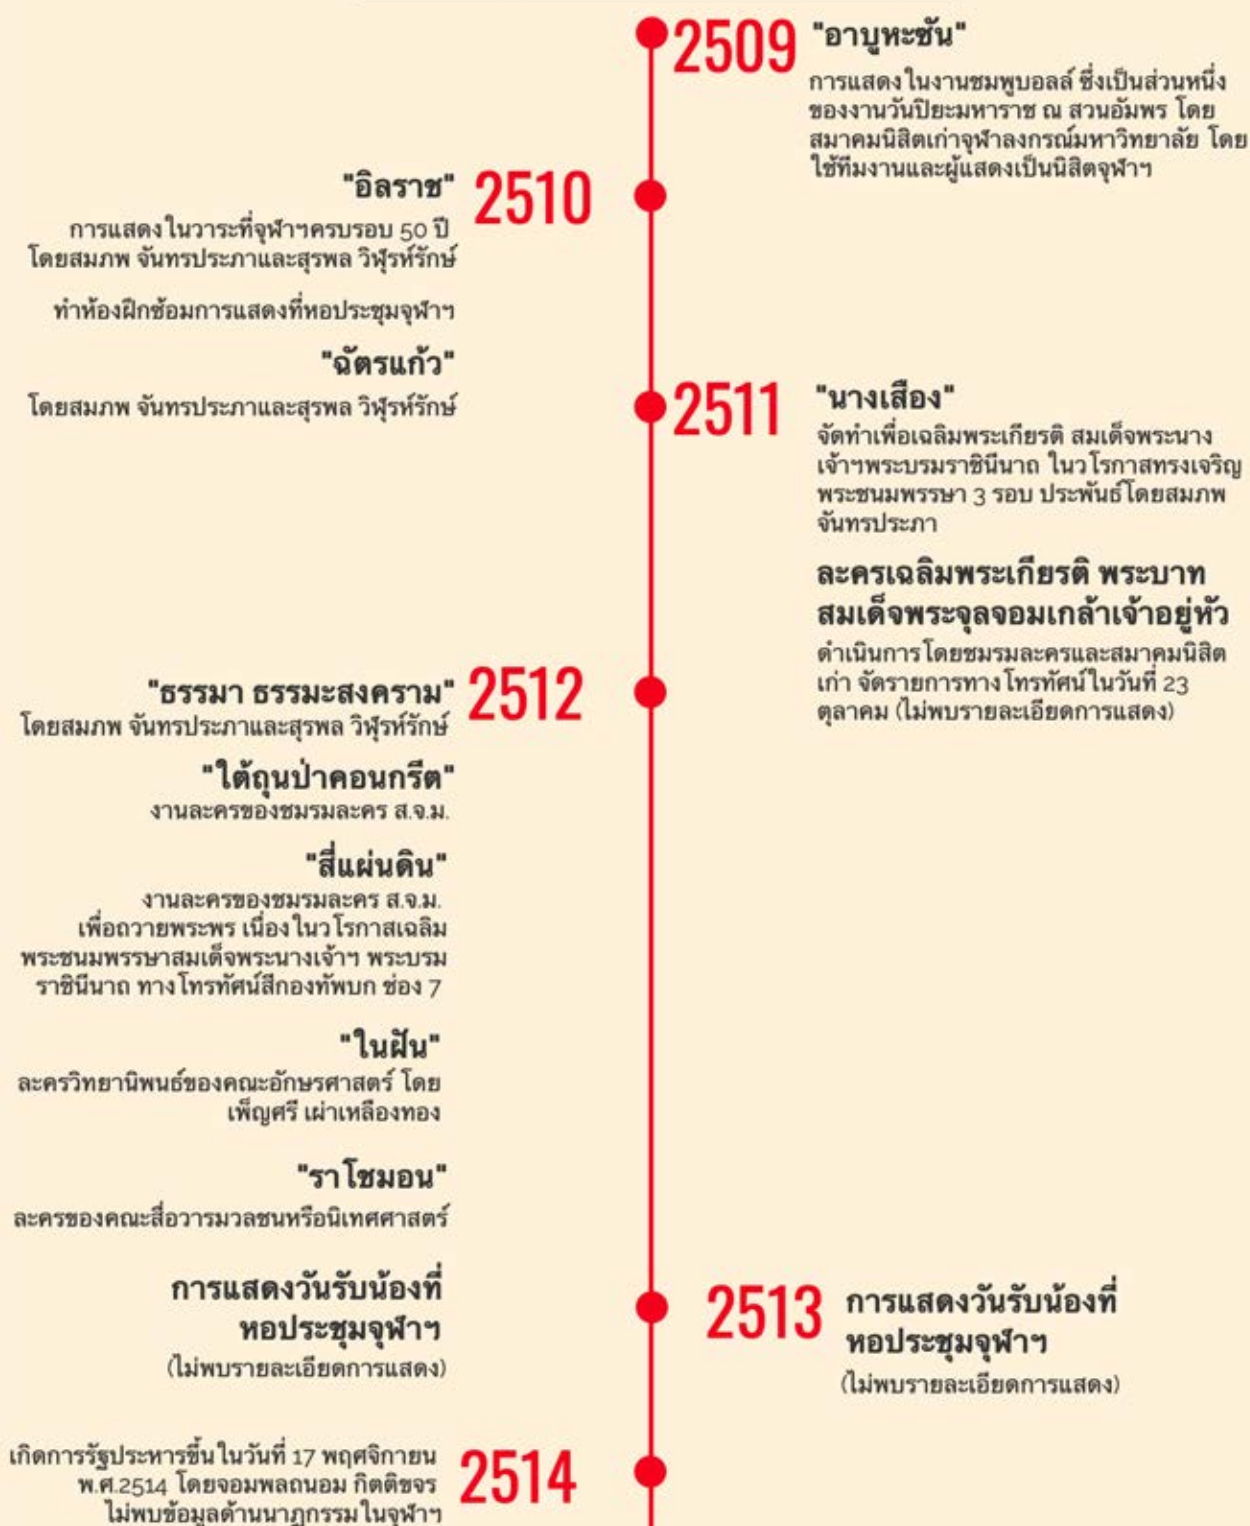 2509
"อาบูหะซัน"
การแสดงในงานชมพูบอลล์ ซึ่งเป็นส่วนหนึ่ง
ของงานวันปิยะมหาราช ณ สวนอัมพร โดย
สมาคมนิสิตเก่าจุฬาลงกรณ์มหาวิทยาลัย โดย
ใช้ทีมงานและผู้แสดงเป็นนิสิตจุฬาฯ
2510
"อิลราช"
การแสดงในวาระที่จุฬาฯครบรอบ 50 ปี
โดยสมภพ จันทรประภาและสุรพล วิฬุรห์รักษ์
ทำห้องฝึกซ้อมการแสดงที่หอประชุมจุฬาฯ
"ฉัตรแก้ว"
โดยสมภพ จันทรประภาและสุรพล วิฬุรห์รักษ์
2511
"นางเสือง"
จัดทำเพื่อเฉลิมพระเกียรติ สมเด็จพระนาง
เจ้าฯพระบรมราชินีนาถ ในวโรกาสทรงเจริญ
พระชนมพรรษา 3 รอบ ประพันธ์โดยสมภพ
จันทรประภา
ละครเฉลิมพระเกียรติ พระบาท
สมเด็จพระจุลจอมเกล้าเจ้าอยู่หัว
ดำเนินการโดยชมรมละครและสมาคมนิสิต
เก่า จัดรายการทางโทรทัศน์ในวันที่ 23
ตุลาคม (ไม่พบรายละเอียดการแสดง)
2512
"ธรรมา ธรรมะสงคราม"
โดยสมภพ จันทรประภาและสุรพล วิฬุรห์รักษ์
"ใต้ถุนป่าคอนกรีต"
งานละครของชมรมละคร ส.จ.ม.
"สี่แผ่นดิน"
งานละครของชมรมละคร ส.จ.ม.
เพื่อถวายพระพร เนื่องในวโรกาสเฉลิม
พระชนมพรรษาสมเด็จพระนางเจ้าฯ พระบรม
ราชินีนาถ ทางโทรทัศน์สีกองทัพบก ช่อง 7
"ในฝัน"
ละครวิทยานิพนธ์ของคณะอักษรศาสตร์ โดย
เพ็ญศรี เผ่าเหลืองทอง
"ราโชมอน"
ละครของคณะสื่อวารมวลชนหรือนิเทศศาสตร์
การแสดงวันรับน้องที่
หอประชุมจุฬาฯ
(ไม่พบรายละเอียดการแสดง)
2513
การแสดงวันรับน้องที่
หอประชุมจุฬาฯ
(ไม่พบรายละเอียดการแสดง)
2514
เกิดการรัฐประหารขึ้นในวันที่ 17 พฤศจิกายน
พ.ศ.2514 โดยจอมพลถนอม กิตติขจร
ไม่พบข้อมูลด้านนาฏกรรมในจุฬาฯ